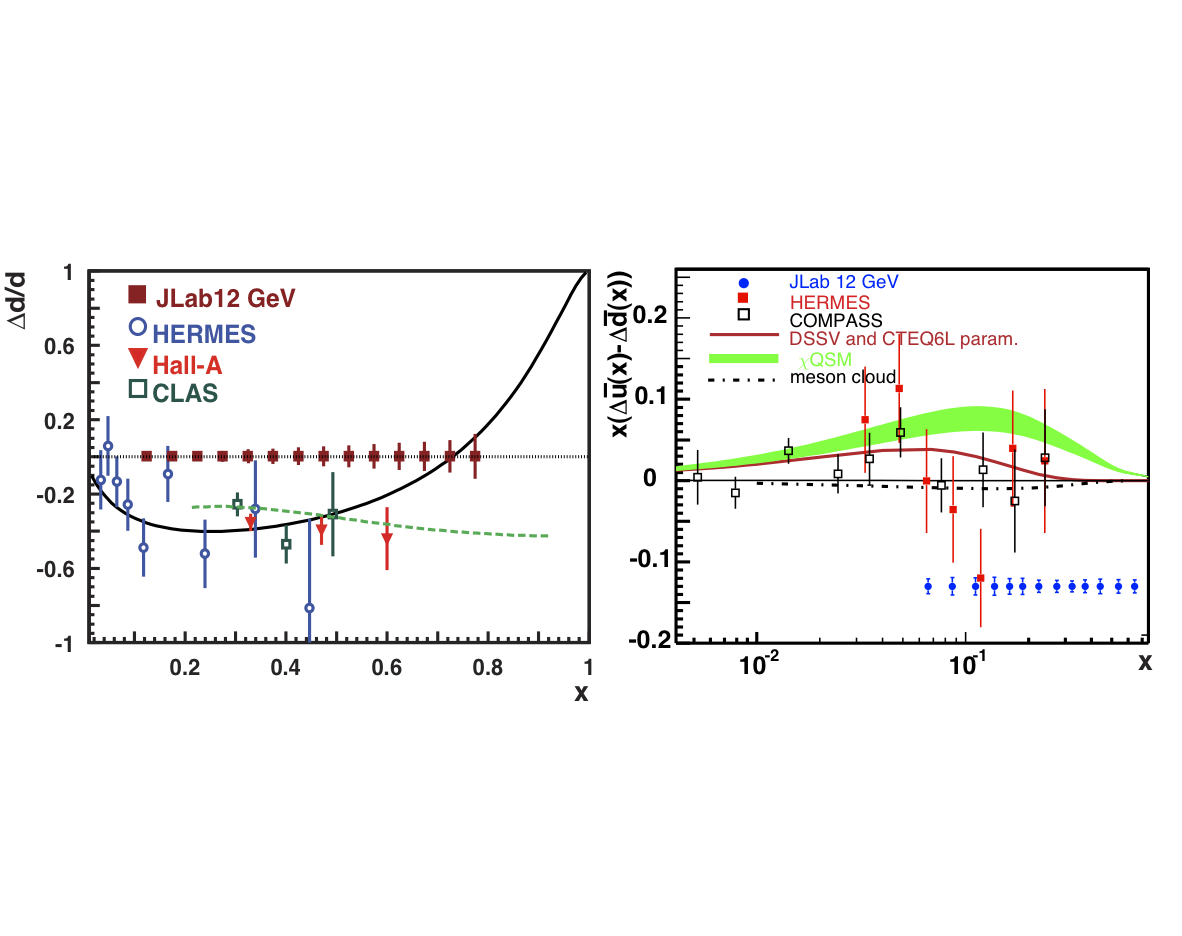 Δd/d
1
0.6
0.2
-0.2
-0.6
-1
JLab12 GeV
HERMES
Hall-A
CLAS
0.2 0.4 0.6 0.8 1
x
x(Δu̅(x)-Δd̅(x))
0.2
0.1
0
-0.1
-0.2
JLab 12 GeV
HERMES
COMPASS
DSSV and CTEQ6L param.
χQSM
meson cloud
10⁻² 10⁻¹ x